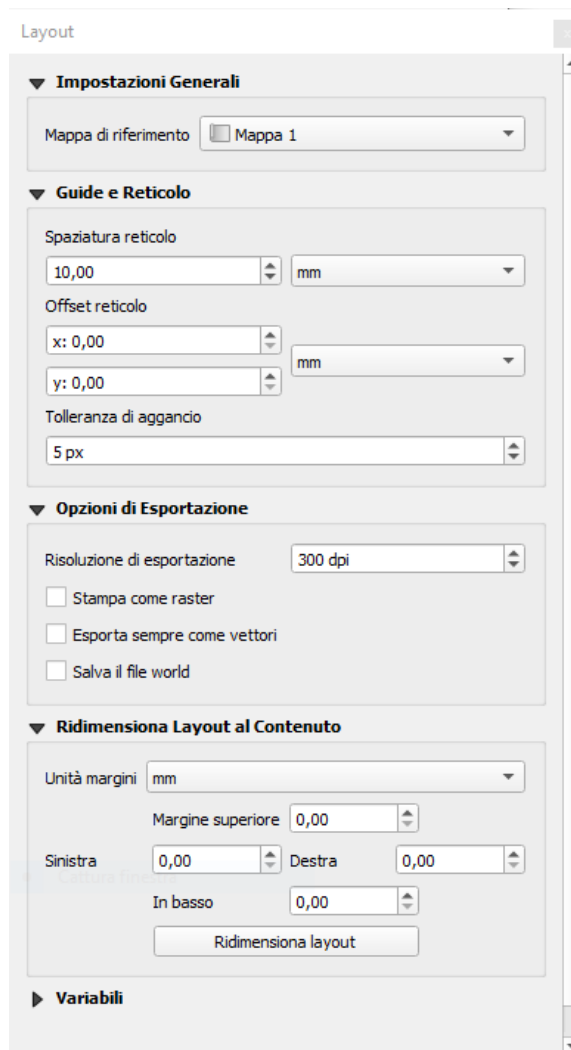 Layout
Impostazioni Generali
Mappa di riferimento Mappa 1
Guide e Reticolo
Spaziatura reticolo
10,00 mm
Offset reticolo
x: 0,00
mm
y: 0,00
Tolleranza di aggancio
5 px
Opzioni di Esportazione
Risoluzione di esportazione 300 dpi
Stampa come raster
Esporta sempre come vettori
Salva il file world
Ridimensiona Layout al Contenuto
Unità margini mm
Margine superiore 0,00
Sinistra 0,00 Destra 0,00
Cattura finestra
In basso 0,00
Ridimensiona layout
Variabili